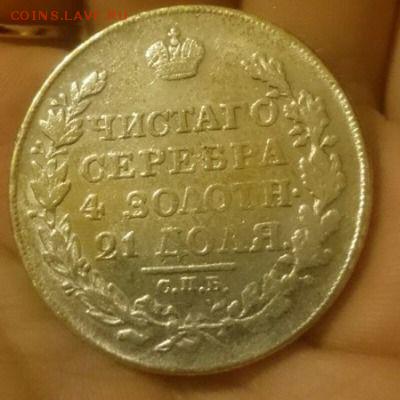 COINS.LAVE.RU
ЧИСТАГО
СЕРЕБРА
4 ЗОЛОТН·
21 ДОЛЯ.
С.П.Б.